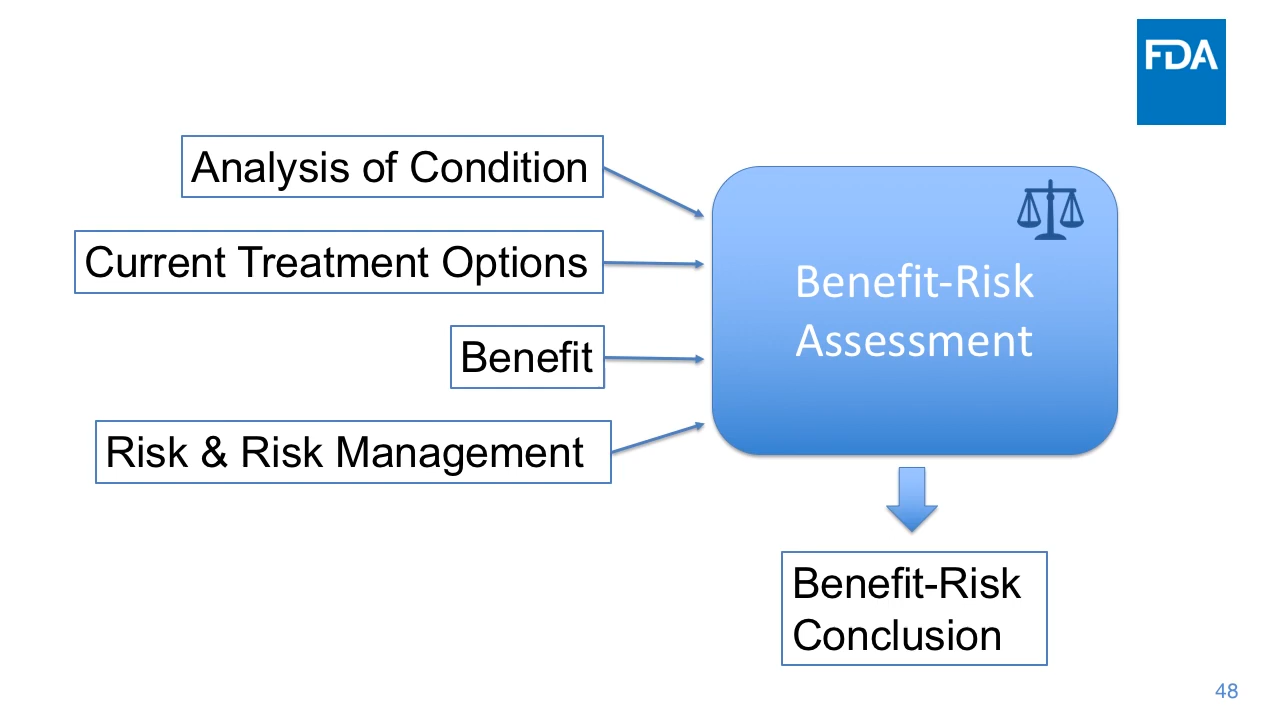 FDA
Analysis of Condition
Current Treatment Options
Benefit
Risk & Risk Management
Benefit-Risk
Assessment
Benefit-Risk
Conclusion
48